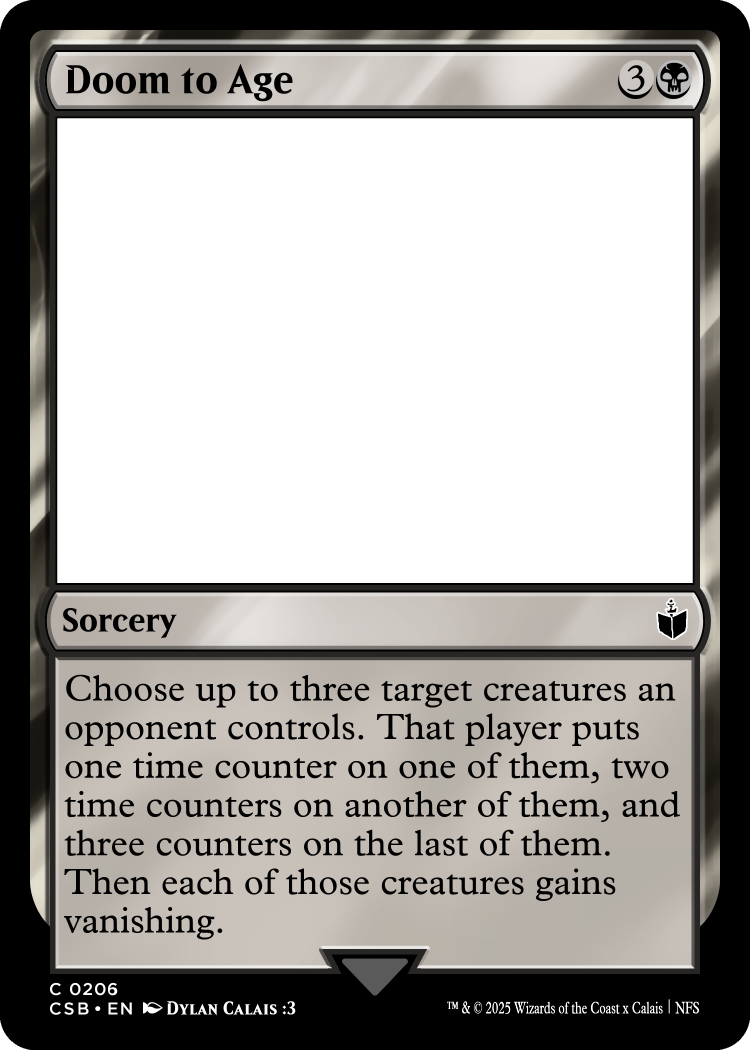 Doom to Age 3
Sorcery
Choose up to three target creatures an
opponent controls. That player puts
one time counter on one of them, two
time counters on another of them, and
three counters on the last of them.
Then each of those creatures gains
vanishing.
C 0206
CSB • EN Dylan Calais :3
™ & © 2025 Wizards of the Coast x Calais | NFS